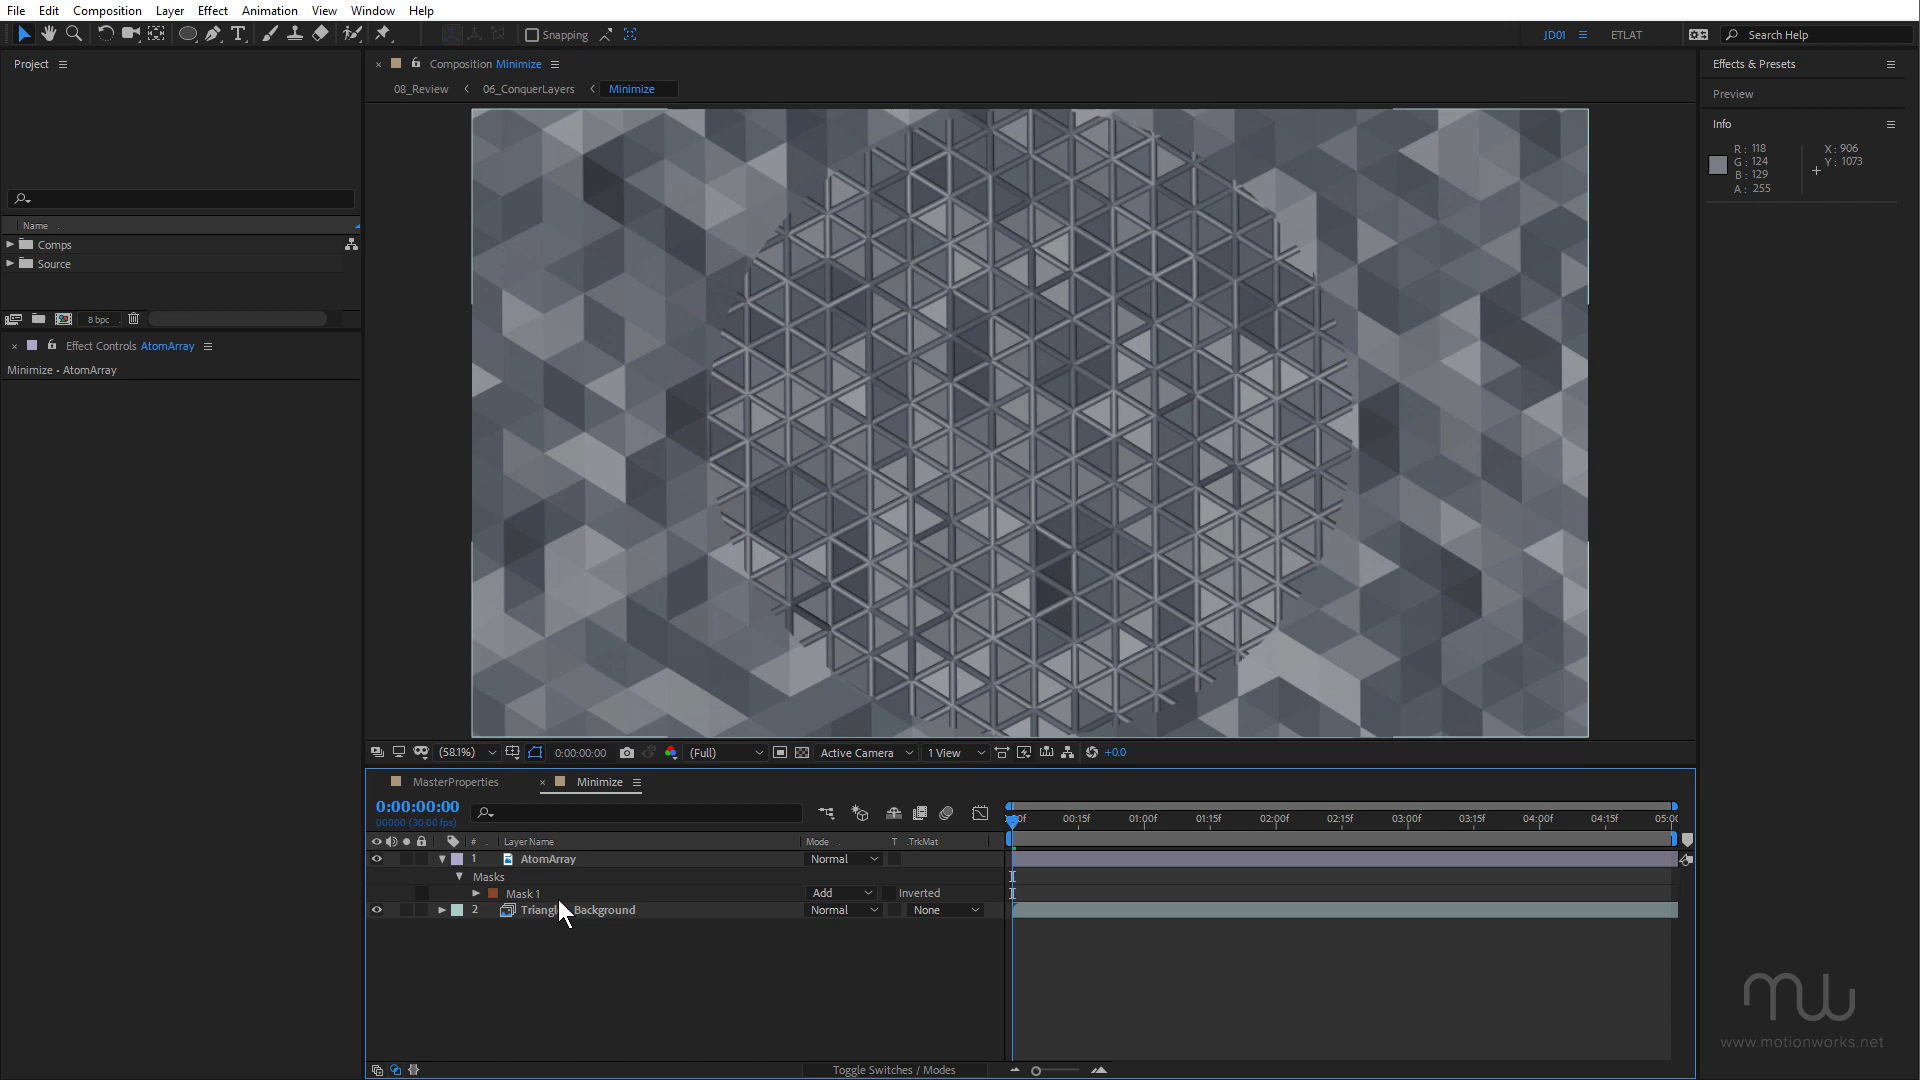 File Edit Composition Layer Effect Animation View Window Help
Snapping
JD01 ETLAT Search Help
Project
Composition Minimize
Effects & Presets
08_Review 06_ConquerLayers Minimize
Preview
Info
R : 118 X : 906
G : 124 Y : 1073
B : 129
A : 255
Name
Comps
Source
8 bpc
Effect Controls AtomArray
Minimize • AtomArray
(58.1%) 0:00:00:00 (Full) Active Camera 1 View +0.0
MasterProperties Minimize
0:00:00:00
00000 (30.00 fps)
:00f 00:15f 01:00f 01:15f 02:00f 02:15f 03:00f 03:15f 04:00f 04:15f 05:00
# Layer Name Mode T .TrkMat
1 AtomArray Normal
Masks
Mask 1 Add Inverted
2 Background Normal None
mw
www.motionworks.net
Toggle Switches / Modes